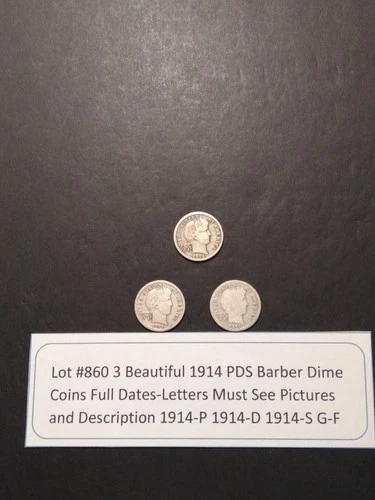 Lot #860 3 Beautiful 1914 PDS Barber Dime
Coins Full Dates-Letters Must See Pictures
and Description 1914-P 1914-D 1914-S G-F